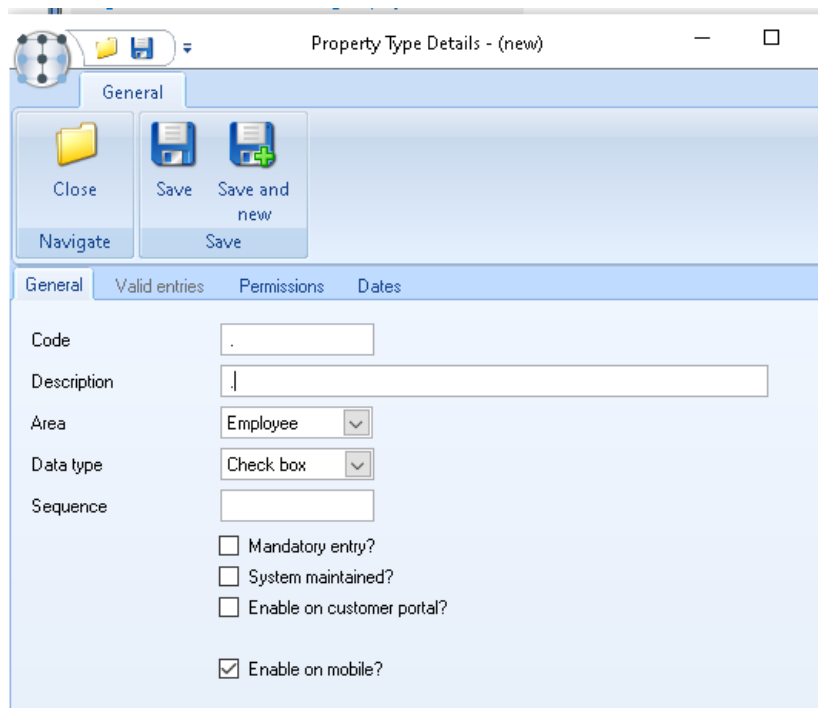 Property Type Details - (new)
General
Close
Save
Save and
new
Navigate
Save
General Valid entries Permissions Dates
Code .
Description .
Area Employee
Data type Check box
Sequence
Mandatory entry?
System maintained?
Enable on customer portal?
Enable on mobile?